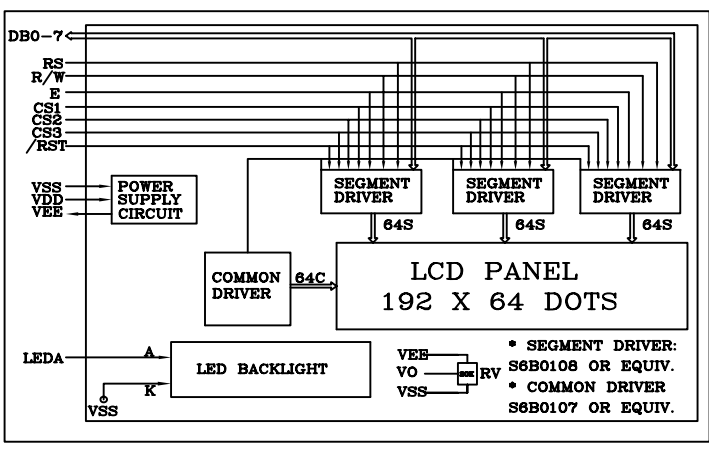 DB0-7
RS
R/W
E
CS1
CS2
CS3
/RST
VSS
VDD
VEE
POWER
SUPPLY
CIRCUIT
SEGMENT
DRIVER
SEGMENT
DRIVER
SEGMENT
DRIVER
64S
64S
64S
COMMON
DRIVER
64C
LCD PANEL
192 X 64 DOTS
LEDA
A
K
VSS
LED BACKLIGHT
VEE
VO
VSS
20K
RV
* SEGMENT DRIVER:
S6B0108 OR EQUIV.
* COMMON DRIVER
S6B0107 OR EQUIV.